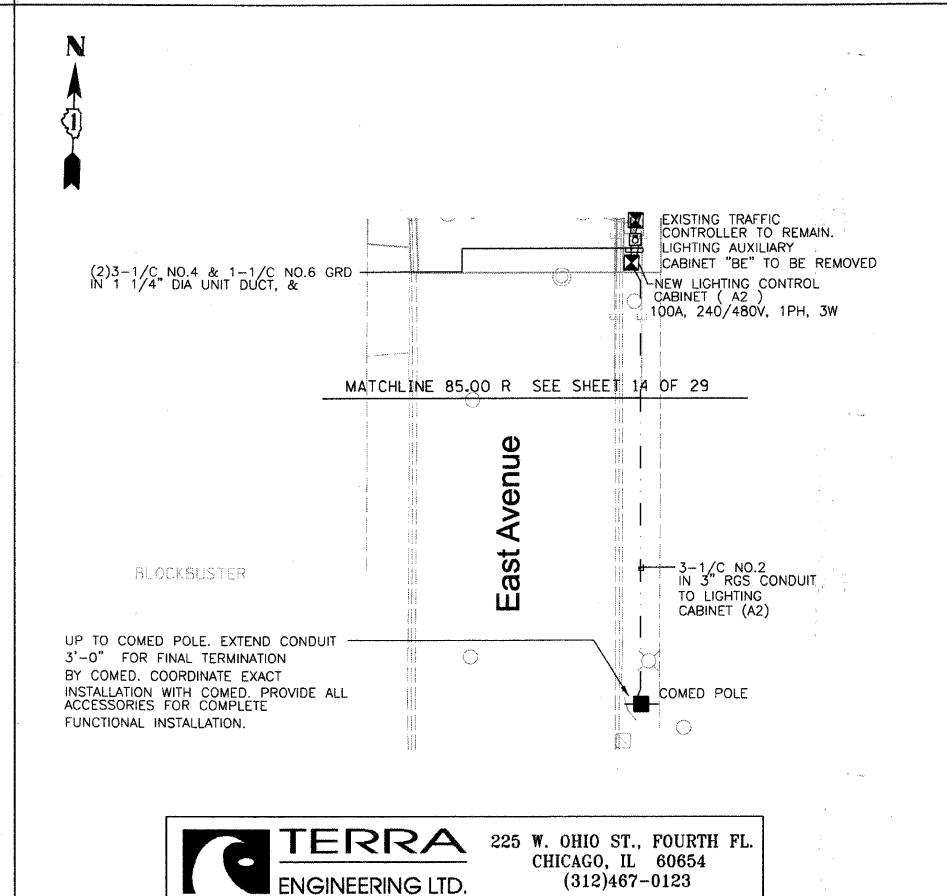 N
1
EXISTING TRAFFIC
CONTROLLER TO REMAIN.
LIGHTING AUXILIARY
CABINET "BE" TO BE REMOVED
(2)3-1/C NO.4 & 1-1/C NO.6 GRD
IN 1 1/4" DIA UNIT DUCT, &
NEW LIGHTING CONTROL
CABINET ( A2 )
100A, 240/480V, 1PH, 3W
MATCHLINE 85.00 R SEE SHEET 14 OF 29
East Avenue
BLOCKBUSTER
3-1/C NO.2
IN 3" RGS CONDUIT
TO LIGHTING
CABINET (A2)
UP TO COMED POLE. EXTEND CONDUIT
3'-0" FOR FINAL TERMINATION
BY COMED. COORDINATE EXACT
INSTALLATION WITH COMED. PROVIDE ALL
ACCESSORIES FOR COMPLETE
FUNCTIONAL INSTALLATION.
COMED POLE
TERRA
ENGINEERING LTD.
225 W. OHIO ST., FOURTH FL.
CHICAGO, IL 60654
(312)467-0123